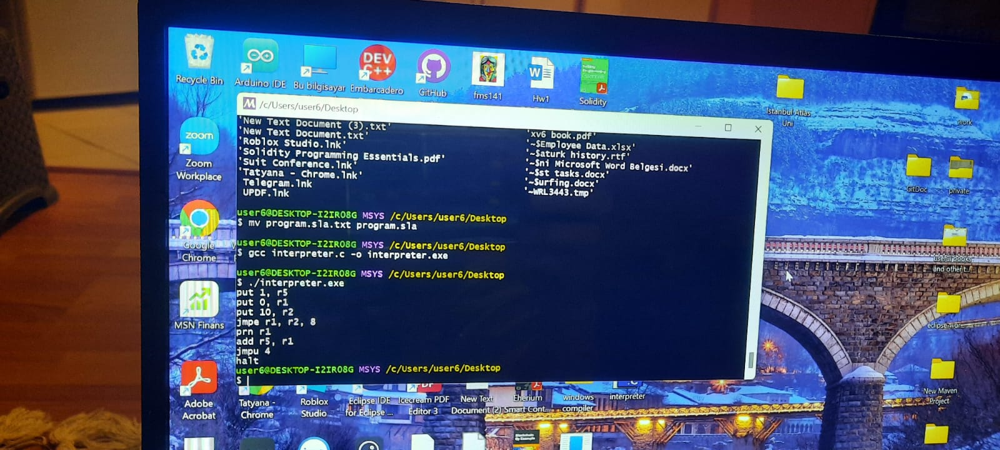 Recycle Bin
Arduino IDE
Bu bilgisayar
DEV
C++
Embarcadero
GitHub
fms141
W
Hw1
Solidity
Istanbul Atlas
Uni
work
/c/Users/user6/Desktop
'New Text Document (3).txt'
'New Text Document.txt'
'Roblox Studio.lnk'
'Solidity Programming Essentials.pdf'
'Suit Conference.lnk'
'Tatyana - Chrome.lnk'
Telegram.lnk
UPDF.lnk
'xv6 book.pdf'
'~$Employee Data.xlsx'
'~$aturk history.rtf'
'~$ni Microsoft Word Belgesi.docx'
'~$st tasks.docx'
'~$urfing.docx'
'~WRL3443.tmp'
user6@DESKTOP-I2IRO8G MSYS /c/Users/user6/Desktop
$ mv program.sla.txt program.sla
user6@DESKTOP-I2IRO8G MSYS /c/Users/user6/Desktop
$ gcc interpreter.c -o interpreter.exe
user6@DESKTOP-I2IRO8G MSYS /c/Users/user6/Desktop
$ ./interpreter.exe
put 1, r5
put 0, r1
put 10, r2
jmpe r1, r2, 8
prn r1
add r5, r1
jmpu 4
halt
user6@DESKTOP-I2IRO8G MSYS /c/Users/user6/Desktop
$
zoom
Zoom
Workplace
Google
Chrome
MSN Finans
Adobe
Acrobat
Tatyana -
Chrome
Roblox
Studio
Eclipse IDE
for Eclipse ...
Icecream PDF
Editor 3
New Text
Document (2)
Eherium
Smart Cont...
windows
compiler
interpreter
GitDoc
private
useful books
and other t...
eclipse-wor...
New Maven
Project